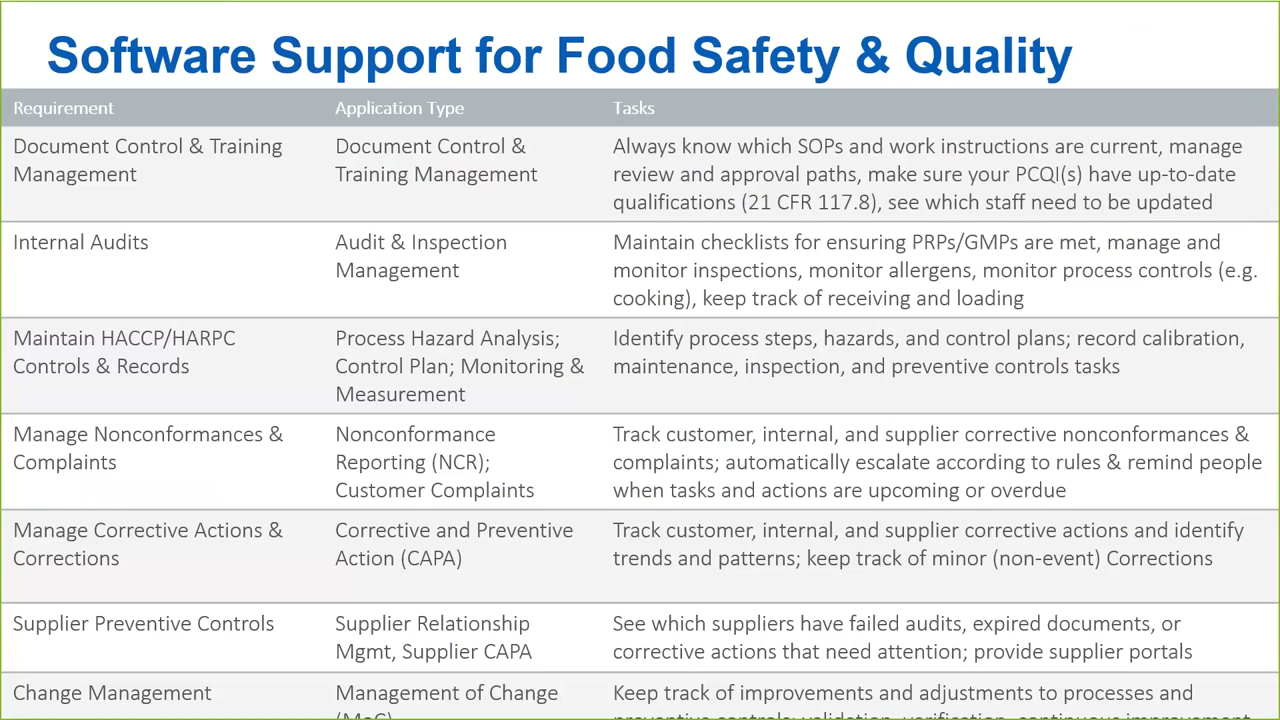 Software Support for Food Safety & Quality
Requirement
Application Type
Tasks
Document Control & Training
Management
Document Control &
Training Management
Always know which SOPs and work instructions are current, manage
review and approval paths, make sure your PCQI(s) have up-to-date
qualifications (21 CFR 117.8), see which staff need to be updated
Internal Audits
Audit & Inspection
Management
Maintain checklists for ensuring PRPs/GMPs are met, manage and
monitor inspections, monitor allergens, monitor process controls (e.g.
cooking), keep track of receiving and loading
Maintain HACCP/HARPC
Controls & Records
Process Hazard Analysis;
Control Plan; Monitoring &
Measurement
Identify process steps, hazards, and control plans; record calibration,
maintenance, inspection, and preventive controls tasks
Manage Nonconformances &
Complaints
Nonconformance
Reporting (NCR);
Customer Complaints
Track customer, internal, and supplier corrective nonconformances &
complaints; automatically escalate according to rules & remind people
when tasks and actions are upcoming or overdue
Manage Corrective Actions &
Corrections
Corrective and Preventive
Action (CAPA)
Track customer, internal, and supplier corrective actions and identify
trends and patterns; keep track of minor (non-event) Corrections
Supplier Preventive Controls
Supplier Relationship
Mgmt, Supplier CAPA
See which suppliers have failed audits, expired documents, or
corrective actions that need attention; provide supplier portals
Change Management
Management of Change
(MoC)
Keep track of improvements and adjustments to processes and
preventive controls; validation, verification, continuous improvement